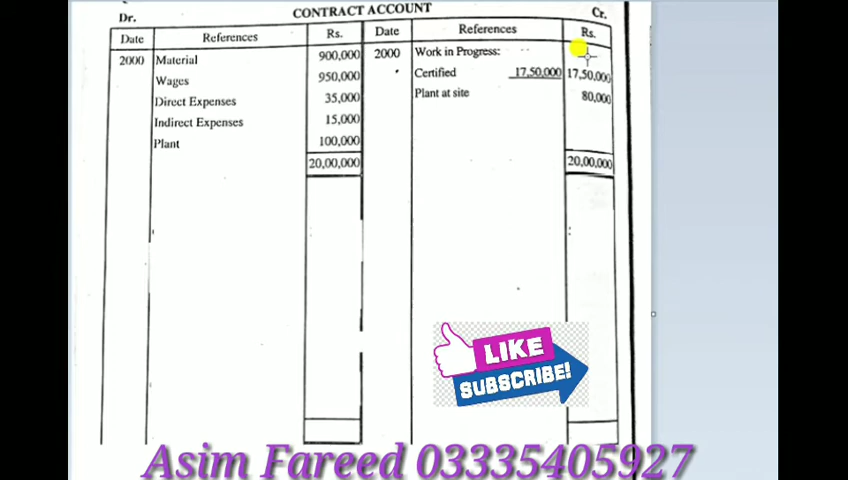 CONTRACT ACCOUNT
Dr. Cr.
Date References Rs. Date References Rs.
2000 Material 900,000 2000 Work in Progress:
Wages 950,000 Certified 17,50,000 17,50,000
Direct Expenses 35,000 Plant at site 80,000
Indirect Expenses 15,000
Plant 100,000
20,00,000 20,00,000
LIKE
SUBSCRIBE!
Asim Fareed 03335405927